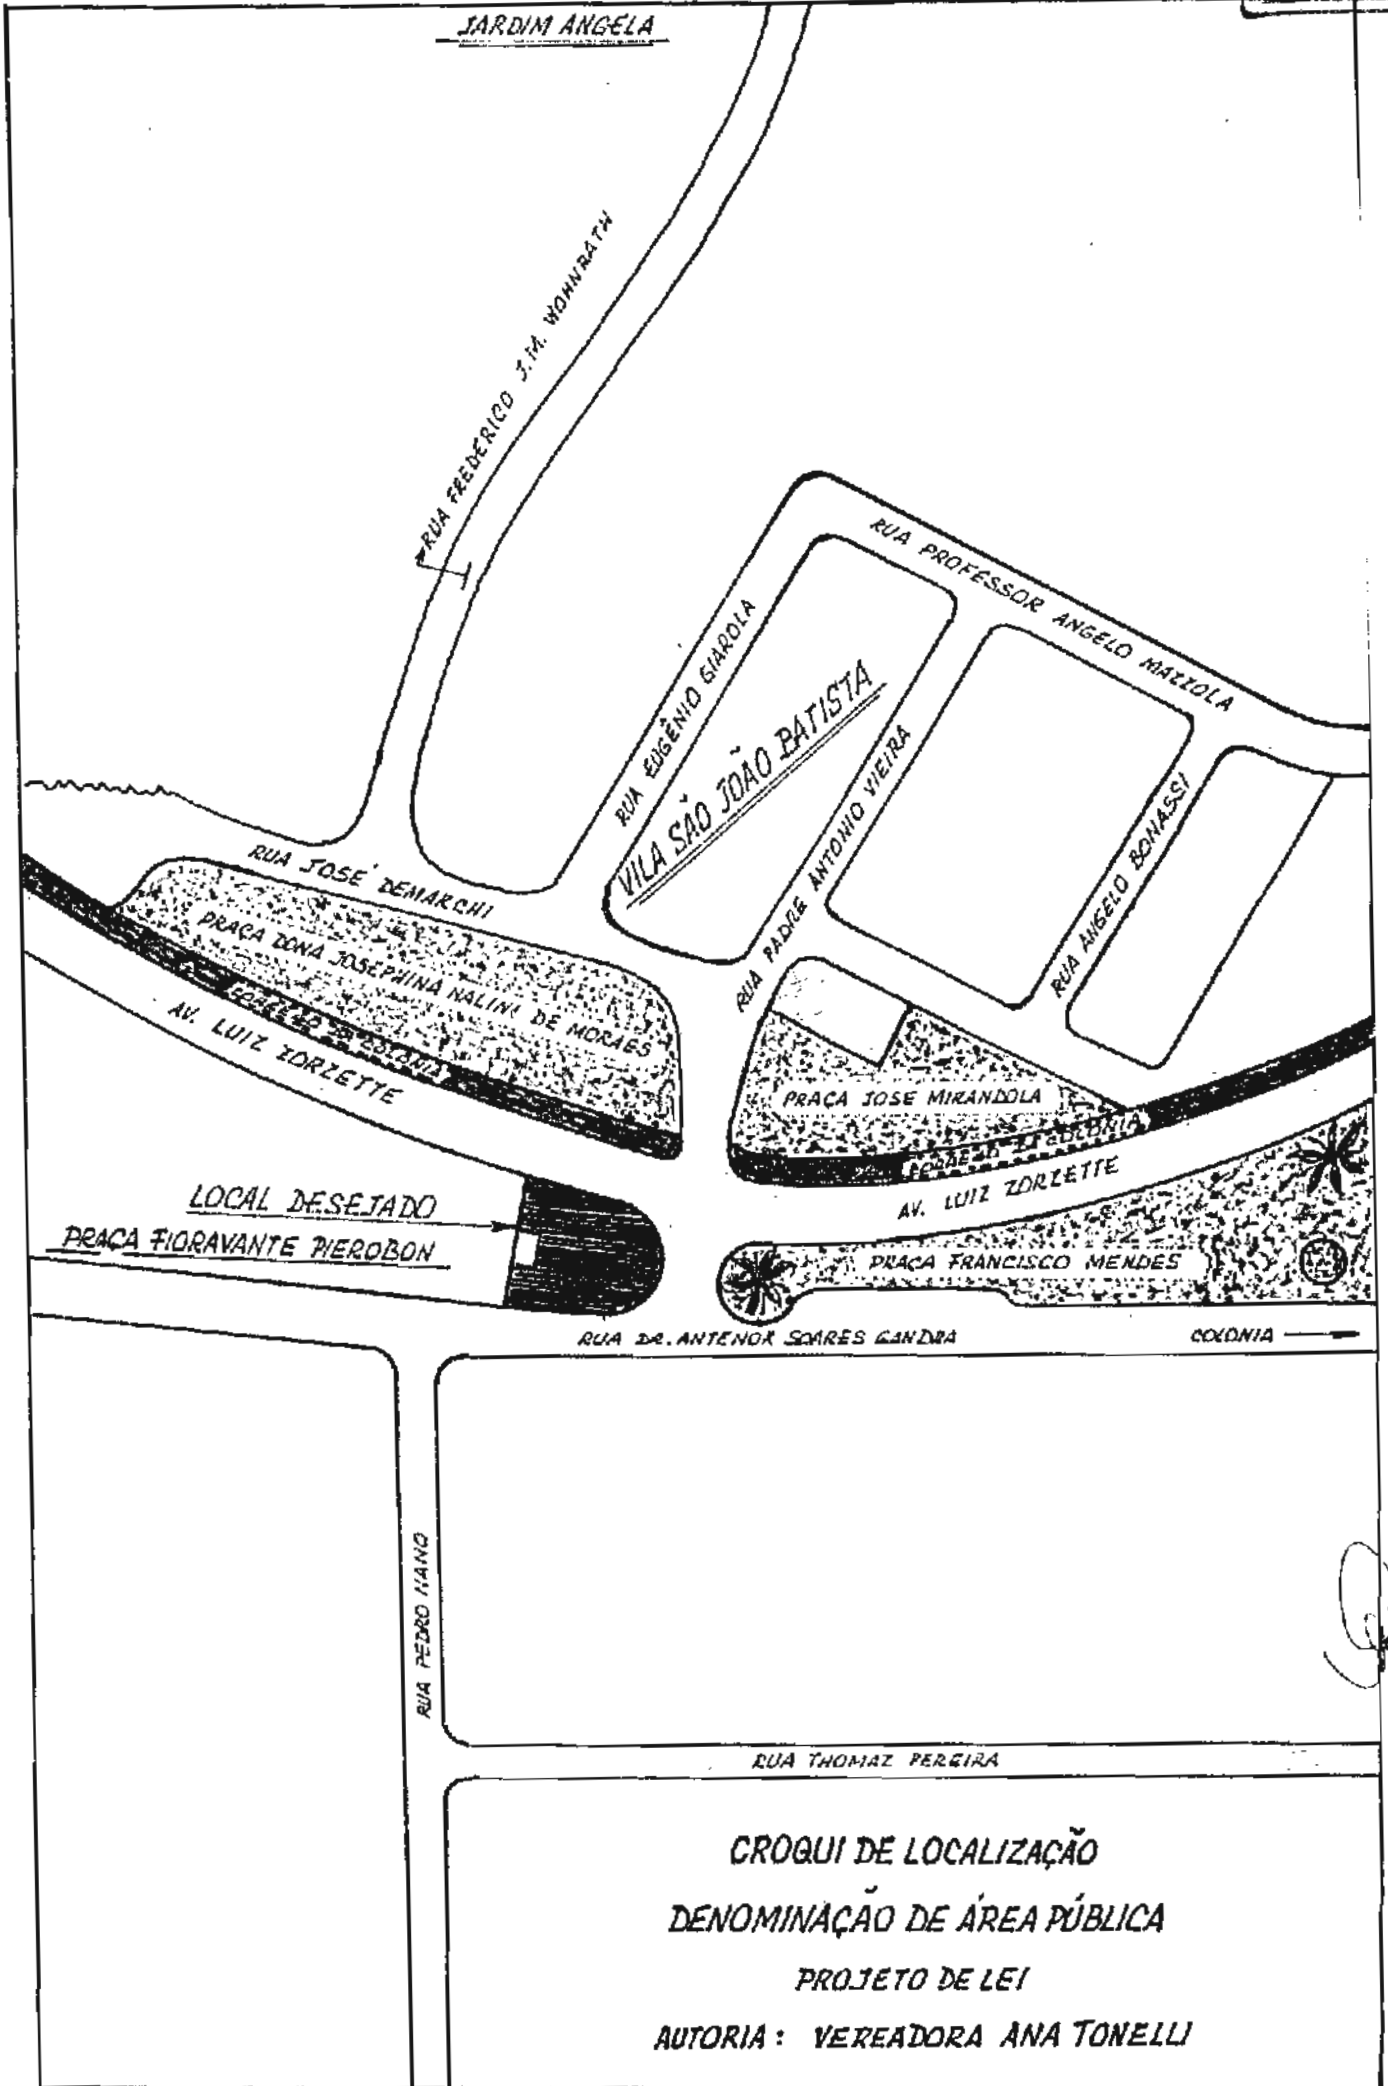 JARDIM ANGELA
RUA FREDERICO J.M. WOHNRATH
RUA PROFESSOR ANGELO MAZZOLA
RUA EUGÊNIO GIAROLA
VILA SÃO JOÃO BATISTA
RUA PADRE ANTONIO VIEIRA
RUA ANGELO BONASSI
RUA JOSÉ DEMARCHI
PRAÇA DONA JOSEPHINA NALINI DE MORAES
AV. LUIZ ZORZETTE
PRAÇA JOSE MIRANDOLA
COLONIA
AV. LUIZ ZORZETTE
LOCAL DESEJADO
PRAÇA FIORAVANTE PIEROBON
PRAÇA FRANCISCO MENDES
RUA DR. ANTENOR SOARES GANDRA
COLONIA
RUA PEDRO NANO
RUA THOMAZ PEREIRA
CROQUI DE LOCALIZAÇÃO
DENOMINAÇÃO DE ÁREA PÚBLICA
PROJETO DE LEI
AUTORIA: VEREADORA ANA TONELLI